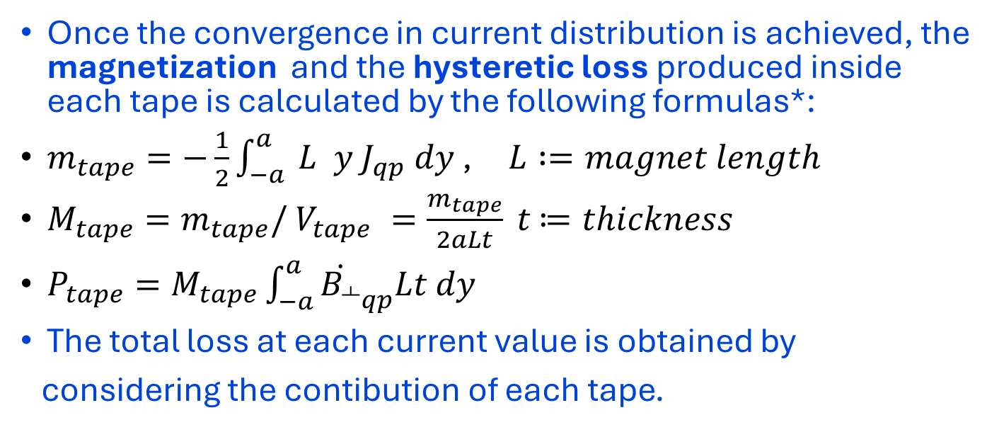 • Once the convergence in current distribution is achieved, the
magnetization and the hysteretic loss produced inside
each tape is calculated by the following formulas*:
• $m_{tape} = -\frac{1}{2}\int_{-a}^{a} L \; y \, J_{qp} \; dy \,, \quad L := magnet \; length$
• $M_{tape} = m_{tape} / V_{tape} \; = \frac{m_{tape}}{2aLt} \; t := thickness$
• $P_{tape} = M_{tape} \int_{-a}^{a} \dot{B_{\perp}}_{qp} Lt \; dy$
• The total loss at each current value is obtained by
considering the contibution of each tape.